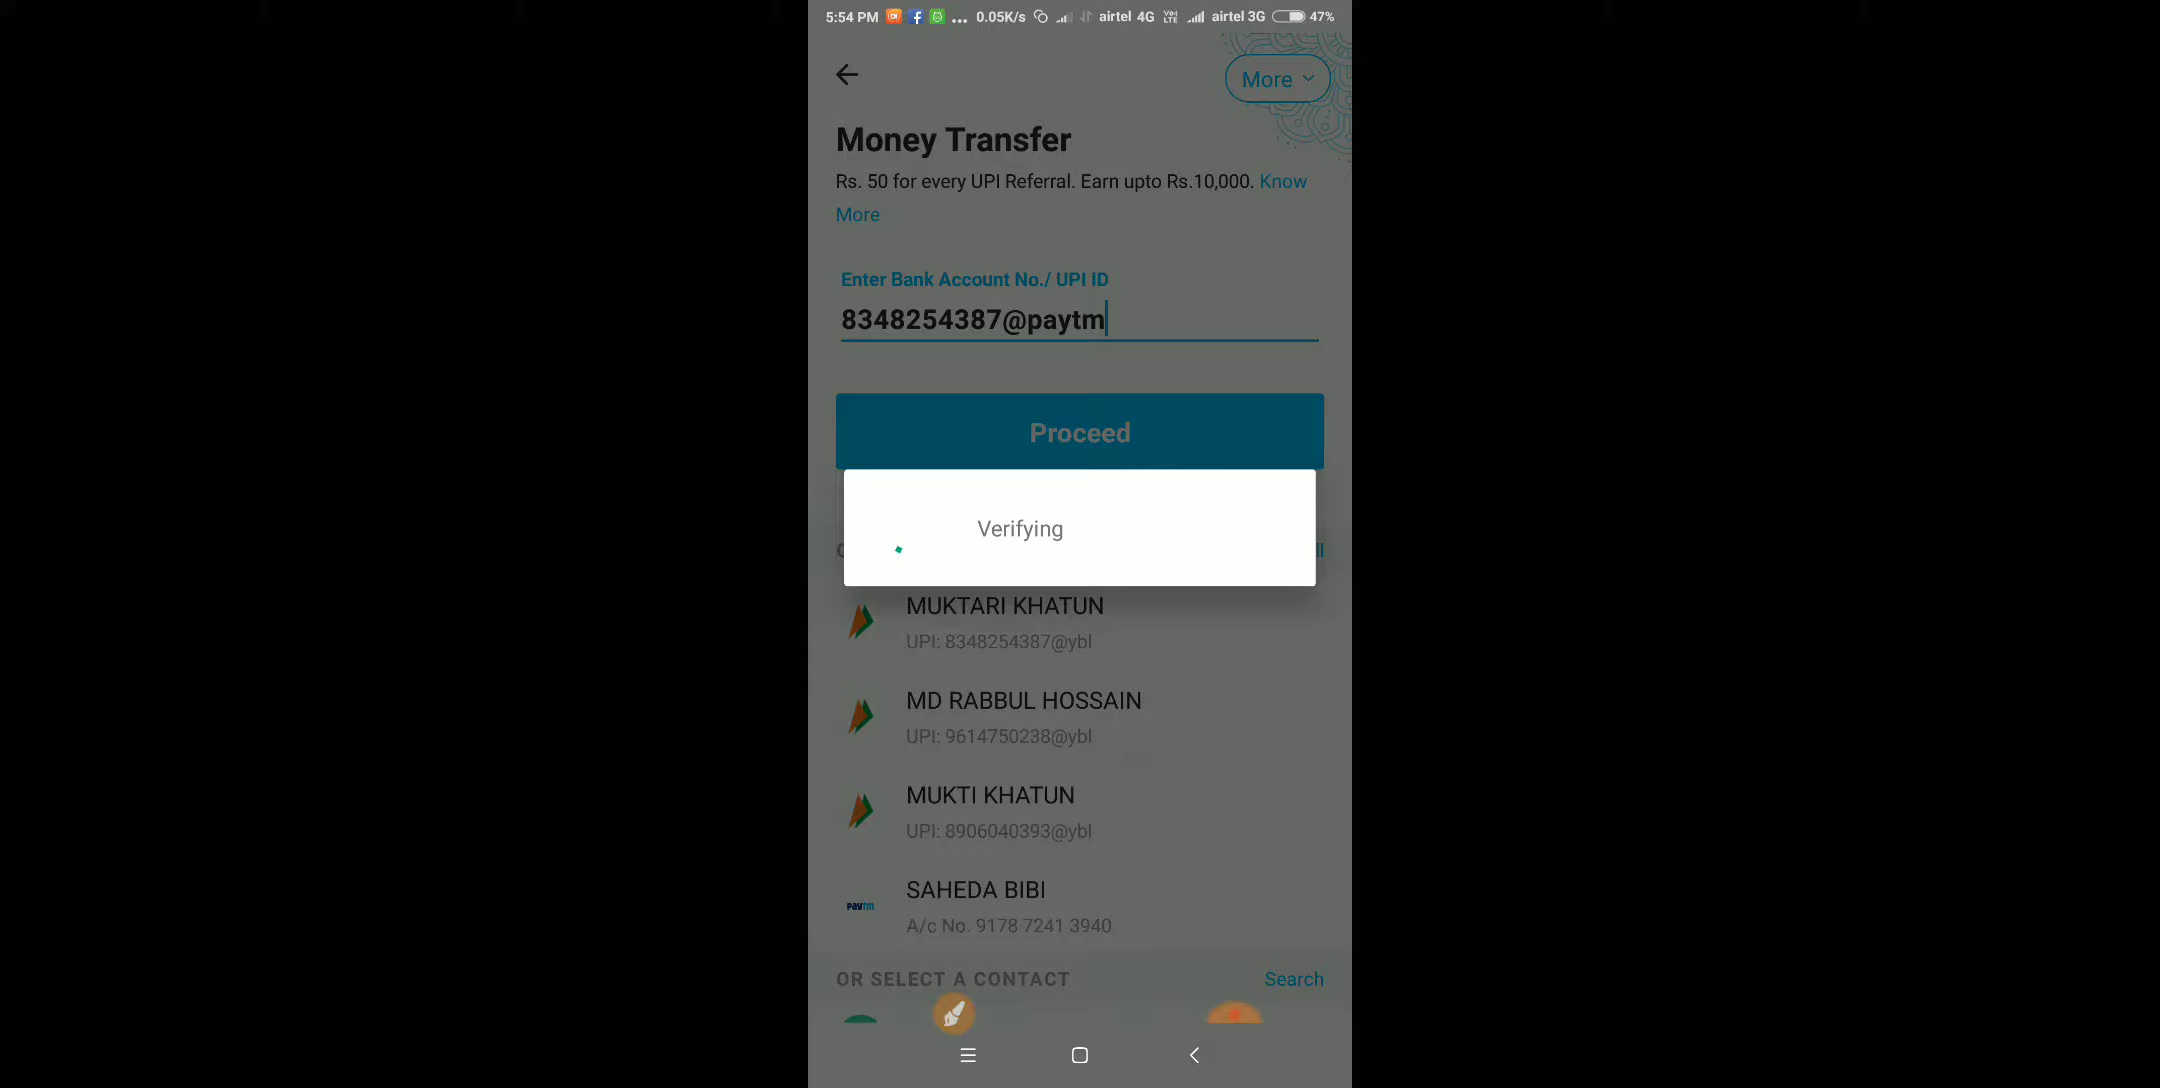 5:54 PM ... 0.05K/s airtel 4G Vo) LTE airtel 3G 47%
More
Money Transfer
Rs. 50 for every UPI Referral. Earn upto Rs.10,000. Know
More
Enter Bank Account No./ UPI ID
8348254387@paytm
Proceed
Verifying
MUKTARI KHATUN
UPI: 8348254387@ybl
MD RABBUL HOSSAIN
UPI: 9614750238@ybl
MUKTI KHATUN
UPI: 8906040393@ybl
SAHEDA BIBI
paytm
A/c No. 9178 7241 3940
OR SELECT A CONTACT Search